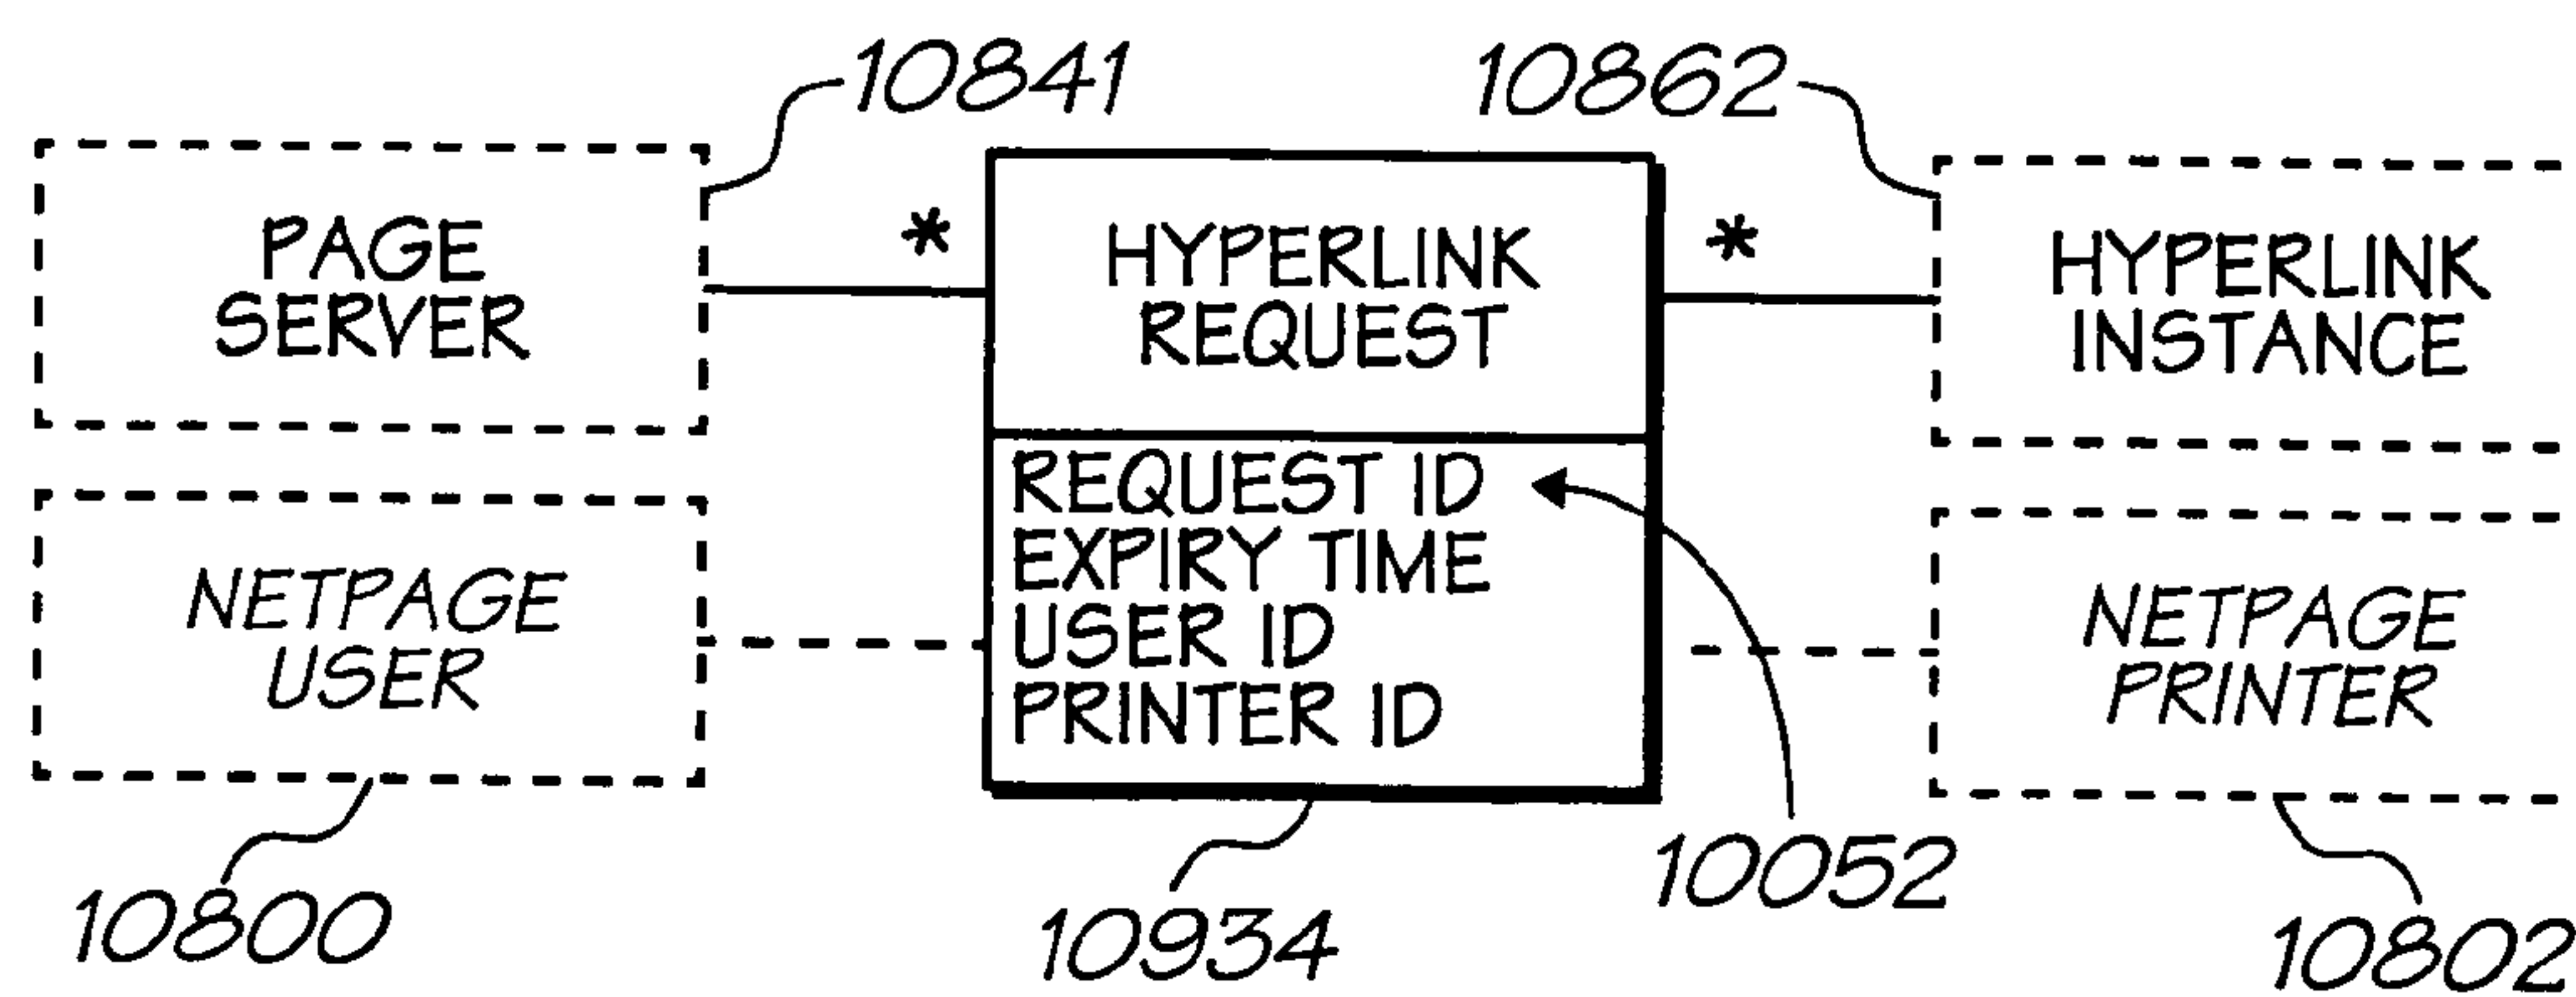 10841
10862
PAGE
SERVER
*
HYPERLINK
REQUEST
*
HYPERLINK
INSTANCE
REQUEST ID
EXPIRY TIME
USER ID
PRINTER ID
NETPAGE
USER
NETPAGE
PRINTER
10800
10934
10052
10802